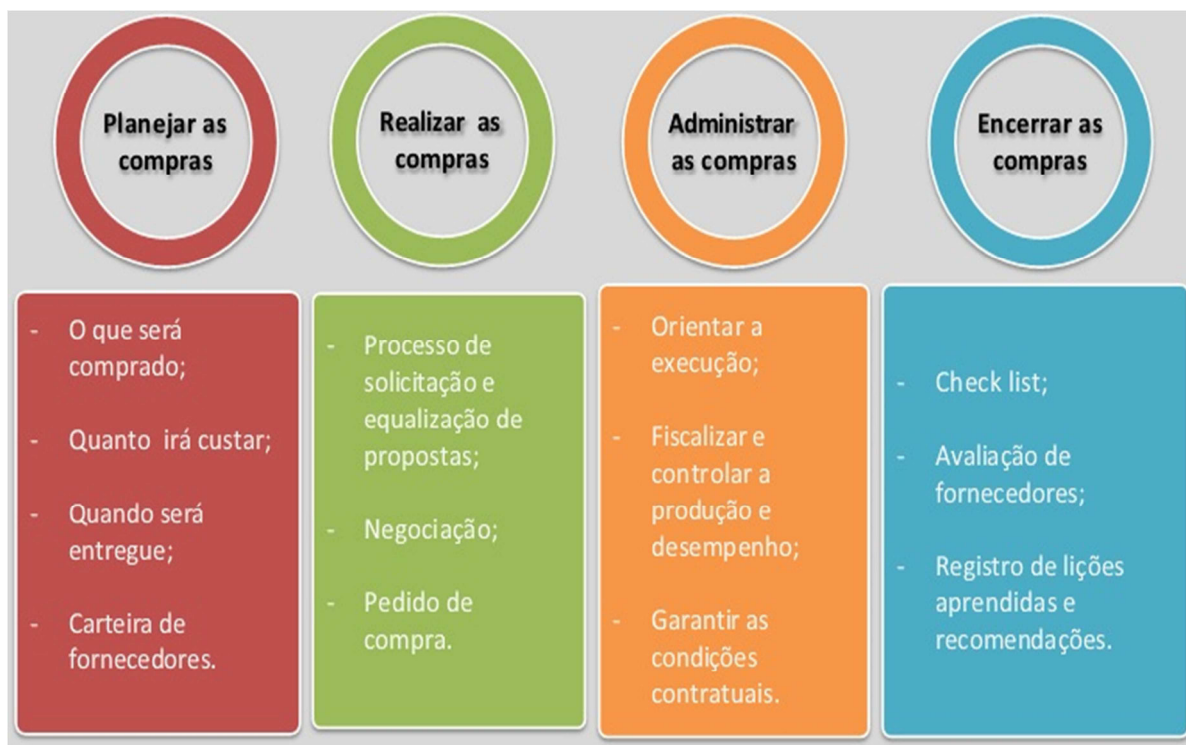 Planejar as
compras
Realizar as
compras
Administrar
as compras
Encerrar as
compras
- O que será
comprado;
- Quanto irá custar;
- Quando será
entregue;
- Carteira de
fornecedores.
- Processo de
solicitação e
equalização de
propostas;
- Negociação;
- Pedido de
compra.
- Orientar a
execução;
- Fiscalizar e
controlar a
produção e
desempenho;
- Garantir as
condições
contratuais.
- Check list;
- Avaliação de
fornecedores;
- Registro de lições
aprendidas e
recomendações.